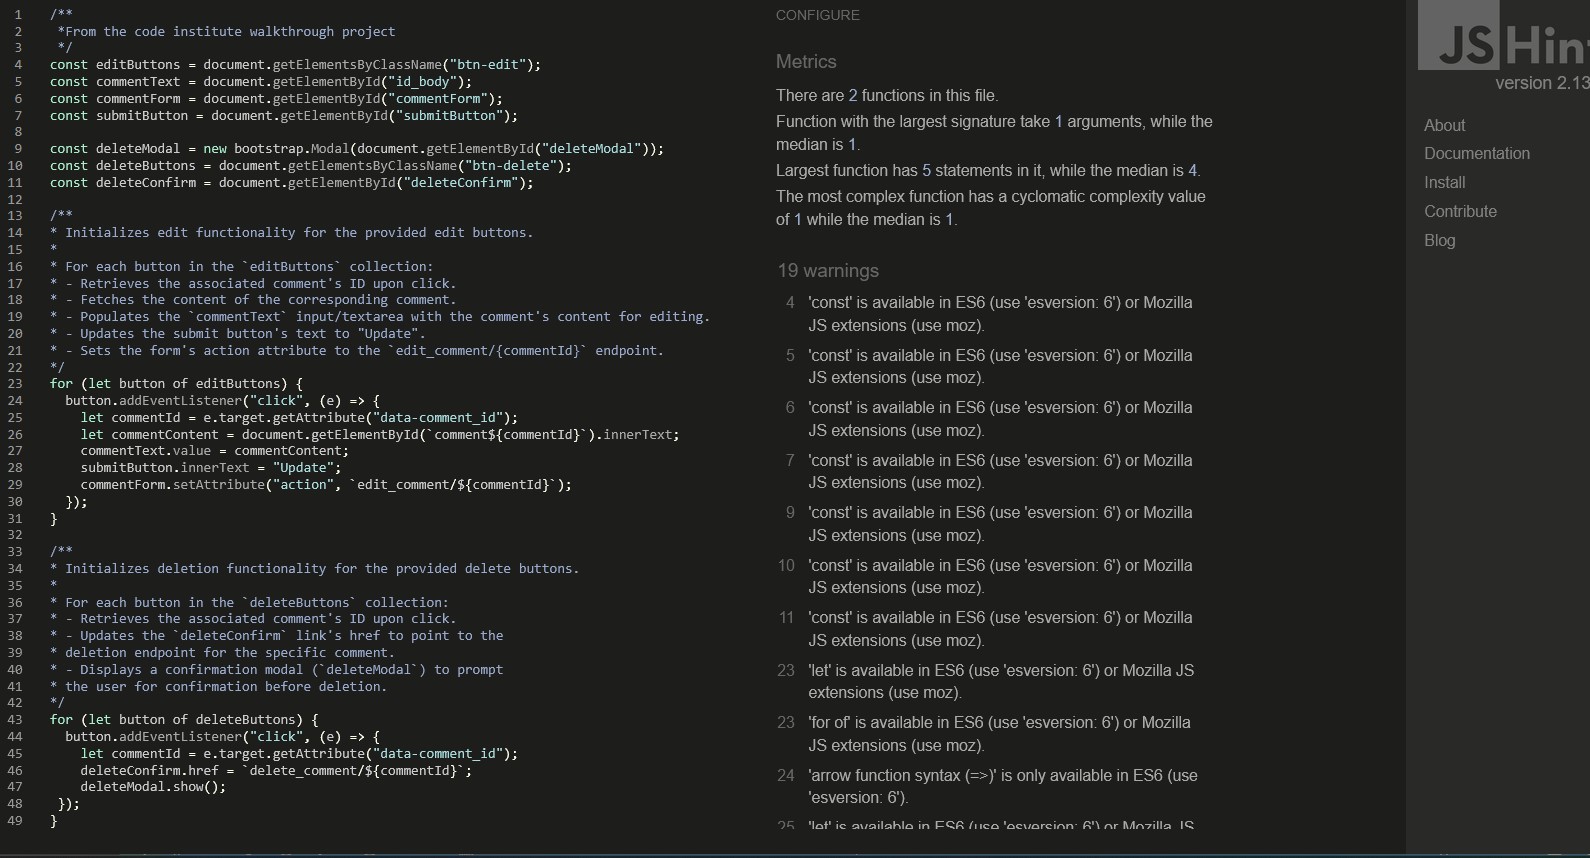 1 /**
2 *From the code institute walkthrough project
3 */
4 const editButtons = document.getElementsByClassName("btn-edit");
5 const commentText = document.getElementById("id_body");
6 const commentForm = document.getElementById("commentForm");
7 const submitButton = document.getElementById("submitButton");
8
9 const deleteModal = new bootstrap.Modal(document.getElementById("deleteModal"));
10 const deleteButtons = document.getElementsByClassName("btn-delete");
11 const deleteConfirm = document.getElementById("deleteConfirm");
12
13 /**
14 * Initializes edit functionality for the provided edit buttons.
15 *
16 * For each button in the `editButtons` collection:
17 * - Retrieves the associated comment's ID upon click.
18 * - Fetches the content of the corresponding comment.
19 * - Populates the `commentText` input/textarea with the comment's content for editing.
20 * - Updates the submit button's text to "Update".
21 * - Sets the form's action attribute to the `edit_comment/{commentId}` endpoint.
22 */
23 for (let button of editButtons) {
24 button.addEventListener("click", (e) => {
25 let commentId = e.target.getAttribute("data-comment_id");
26 let commentContent = document.getElementById(`comment${commentId}`).innerText;
27 commentText.value = commentContent;
28 submitButton.innerText = "Update";
29 commentForm.setAttribute("action", `edit_comment/${commentId}`);
30 });
31 }
32
33 /**
34 * Initializes deletion functionality for the provided delete buttons.
35 *
36 * For each button in the `deleteButtons` collection:
37 * - Retrieves the associated comment's ID upon click.
38 * - Updates the `deleteConfirm` link's href to point to the
39 * deletion endpoint for the specific comment.
40 * - Displays a confirmation modal (`deleteModal`) to prompt
41 * the user for confirmation before deletion.
42 */
43 for (let button of deleteButtons) {
44 button.addEventListener("click", (e) => {
45 let commentId = e.target.getAttribute("data-comment_id");
46 deleteConfirm.href = `delete_comment/${commentId}`;
47 deleteModal.show();
48 });
49 }
CONFIGURE
Metrics
There are 2 functions in this file.
Function with the largest signature take 1 arguments, while the
median is 1.
Largest function has 5 statements in it, while the median is 4.
The most complex function has a cyclomatic complexity value
of 1 while the median is 1.
19 warnings
4 'const' is available in ES6 (use 'esversion: 6') or Mozilla
JS extensions (use moz).
5 'const' is available in ES6 (use 'esversion: 6') or Mozilla
JS extensions (use moz).
6 'const' is available in ES6 (use 'esversion: 6') or Mozilla
JS extensions (use moz).
7 'const' is available in ES6 (use 'esversion: 6') or Mozilla
JS extensions (use moz).
9 'const' is available in ES6 (use 'esversion: 6') or Mozilla
JS extensions (use moz).
10 'const' is available in ES6 (use 'esversion: 6') or Mozilla
JS extensions (use moz).
11 'const' is available in ES6 (use 'esversion: 6') or Mozilla
JS extensions (use moz).
23 'let' is available in ES6 (use 'esversion: 6') or Mozilla JS
extensions (use moz).
23 'for of' is available in ES6 (use 'esversion: 6') or Mozilla
JS extensions (use moz).
24 'arrow function syntax (=>)' is only available in ES6 (use
'esversion: 6').
25 'let' is available in ES6 (use 'esversion: 6') or Mozilla JS
JS Hin
version 2.13
About
Documentation
Install
Contribute
Blog